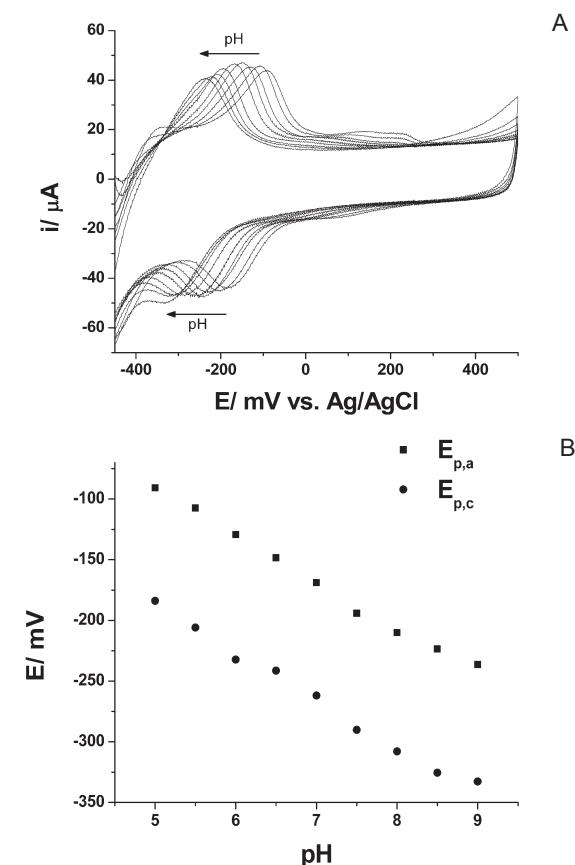 A
60
40
20
0
-20
-40
-60
i/ μA
pH
pH
-400 -200 0 200 400
E/ mV vs. Ag/AgCl
B
E_p,a
E_p,c
-100
-150
-200
-250
-300
-350
E/ mV
5 6 7 8 9
pH